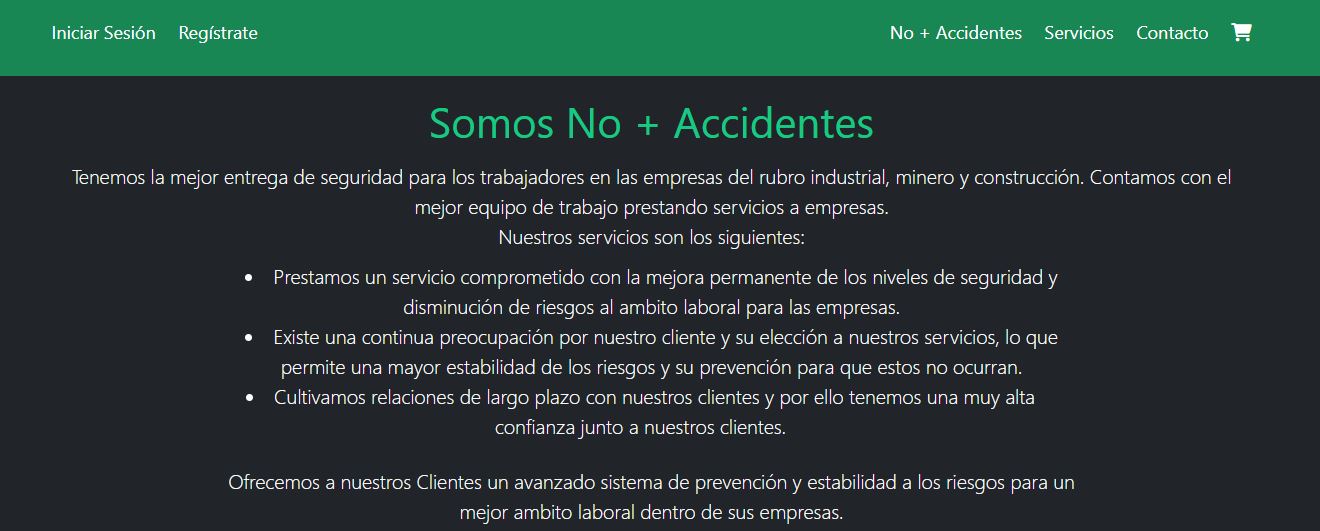 Iniciar Sesión Regístrate No + Accidentes Servicios Contacto
Somos No + Accidentes
Tenemos la mejor entrega de seguridad para los trabajadores en las empresas del rubro industrial, minero y construcción. Contamos con el
mejor equipo de trabajo prestando servicios a empresas.
Nuestros servicios son los siguientes:
• Prestamos un servicio comprometido con la mejora permanente de los niveles de seguridad y
disminución de riesgos al ambito laboral para las empresas.
• Existe una continua preocupación por nuestro cliente y su elección a nuestros servicios, lo que
permite una mayor estabilidad de los riesgos y su prevención para que estos no ocurran.
• Cultivamos relaciones de largo plazo con nuestros clientes y por ello tenemos una muy alta
confianza junto a nuestros clientes.
Ofrecemos a nuestros Clientes un avanzado sistema de prevención y estabilidad a los riesgos para un
mejor ambito laboral dentro de sus empresas.